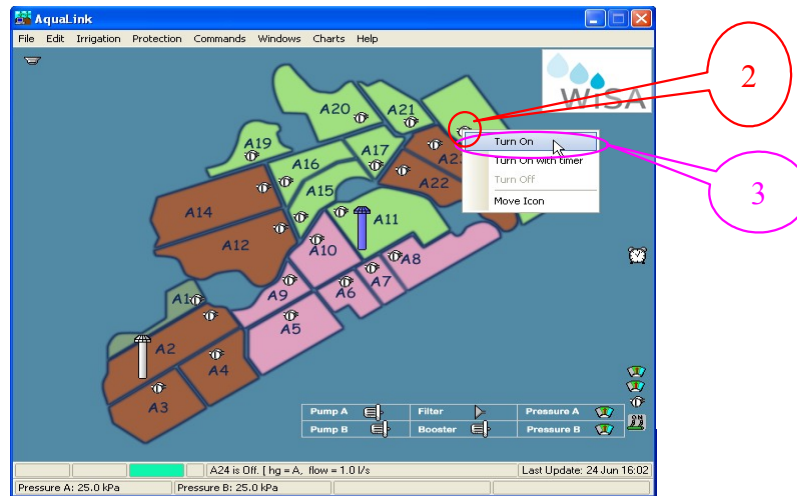 AquaLink
File Edit Irrigation Protection Commands Windows Charts Help
WiSA
2
A20
A21
A19
A17
A16
A23
Turn On
Turn On with timer
Turn Off
Move Icon
3
A15
A22
A14
A11
A12
A10
A8
A7
A9
A6
A1
A5
A2
A4
A3
Pump A Filter Pressure A
Pump B Booster Pressure B
A24 is Off. [ hg = A, flow = 1.0 l/s Last Update: 24 Jun 16:02
Pressure A: 25.0 kPa Pressure B: 25.0 kPa